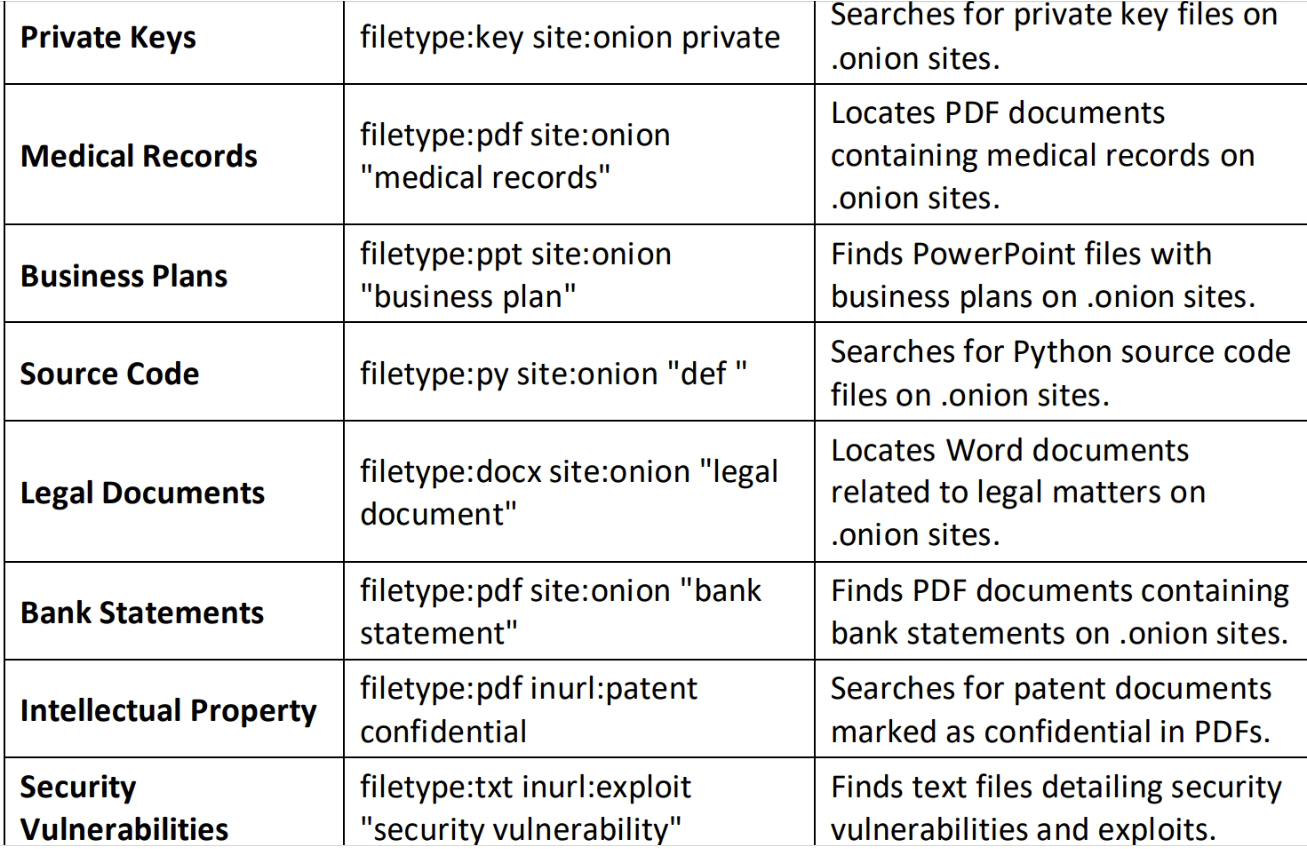 Private Keys
filetype:key site:onion private
Searches for private key files on
.onion sites.
Medical Records
filetype:pdf site:onion
"medical records"
Locates PDF documents
containing medical records on
.onion sites.
Business Plans
filetype:ppt site:onion
"business plan"
Finds PowerPoint files with
business plans on .onion sites.
Source Code
filetype:py site:onion "def "
Searches for Python source code
files on .onion sites.
Legal Documents
filetype:docx site:onion "legal
document"
Locates Word documents
related to legal matters on
.onion sites.
Bank Statements
filetype:pdf site:onion "bank
statement"
Finds PDF documents containing
bank statements on .onion sites.
Intellectual Property
filetype:pdf inurl:patent
confidential
Searches for patent documents
marked as confidential in PDFs.
Security
Vulnerabilities
filetype:txt inurl:exploit
"security vulnerability"
Finds text files detailing security
vulnerabilities and exploits.